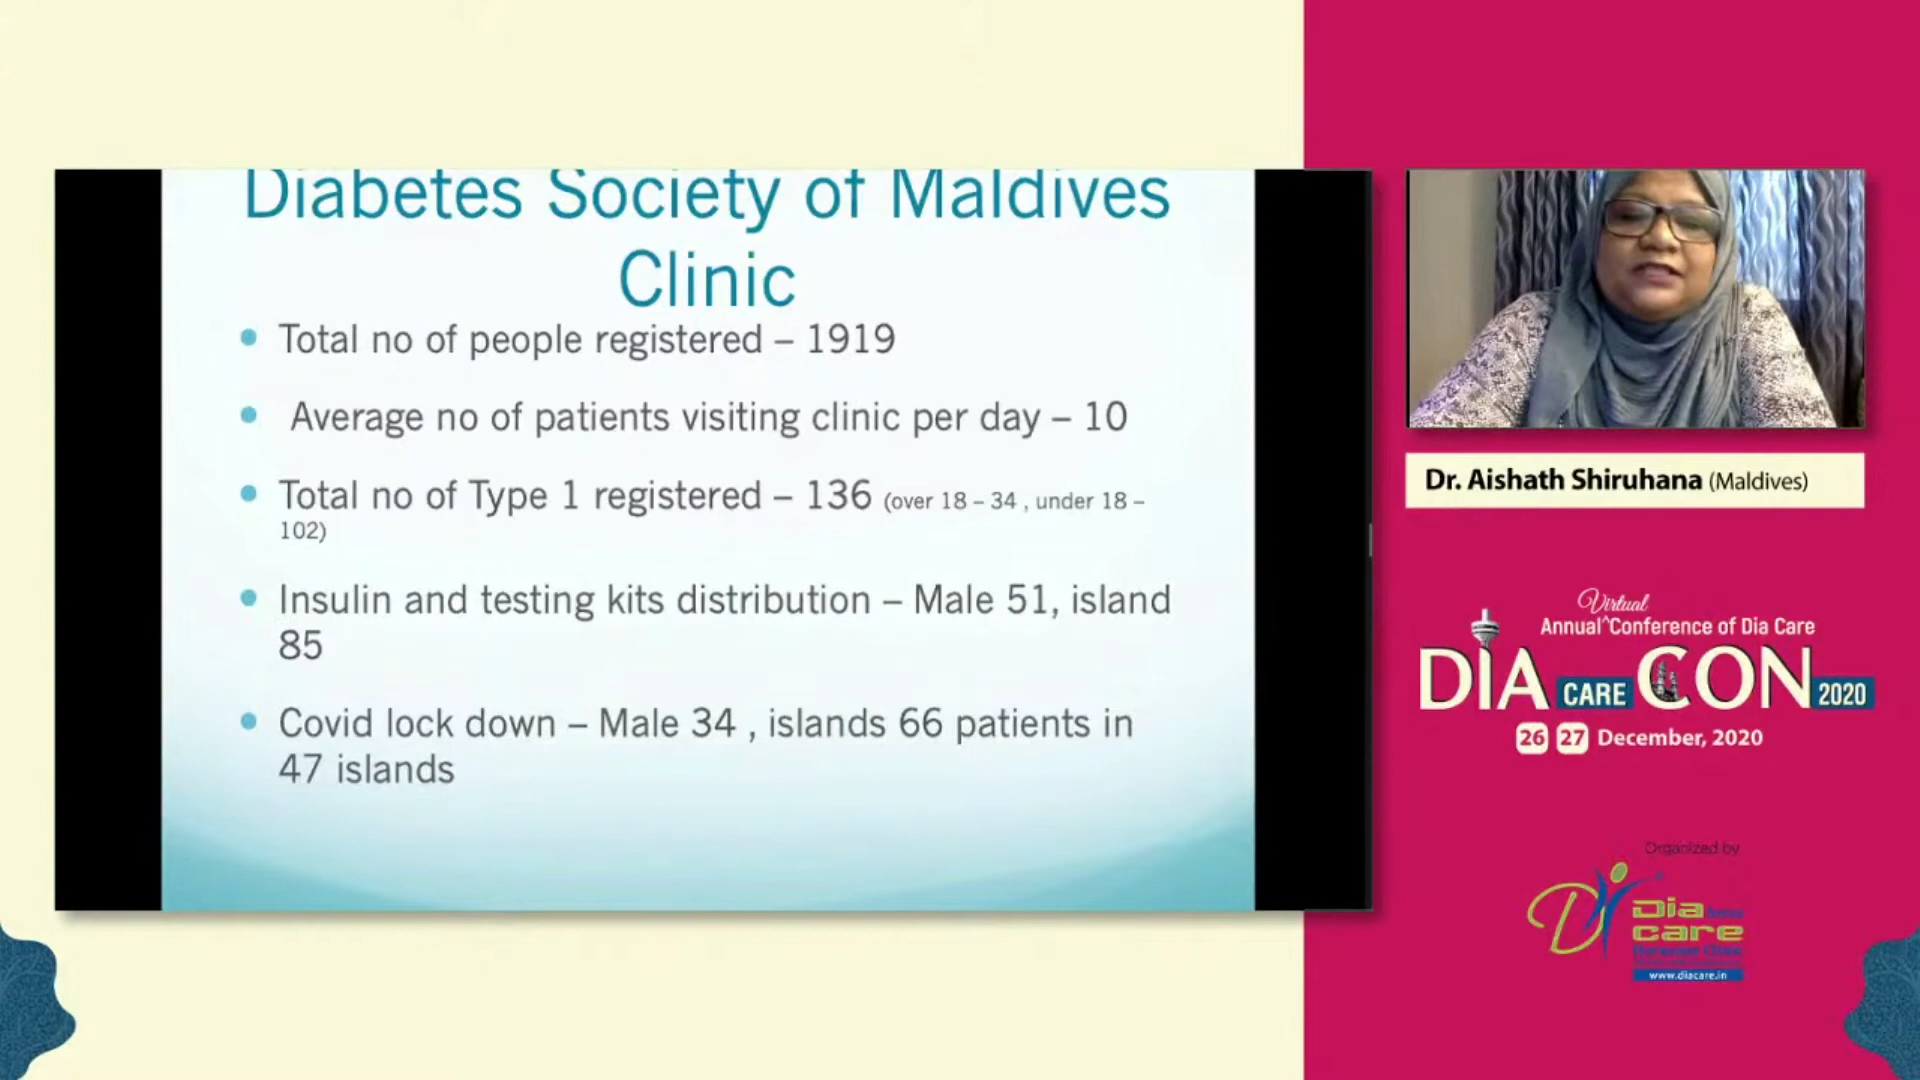 Diabetes Society of Maldives
Clinic
Total no of people registered – 1919
Average no of patients visiting clinic per day – 10
Total no of Type 1 registered – 136 (over 18 – 34 , under 18 –
102)
Insulin and testing kits distribution – Male 51, island
85
Covid lock down – Male 34 , islands 66 patients in
47 islands
Dr. Aishath Shiruhana (Maldives)
Virtual
Annual^Conference of Dia Care
DIA CARE CON 2020
26 27 December, 2020
Organized by
Dia
care
www.diacare.in